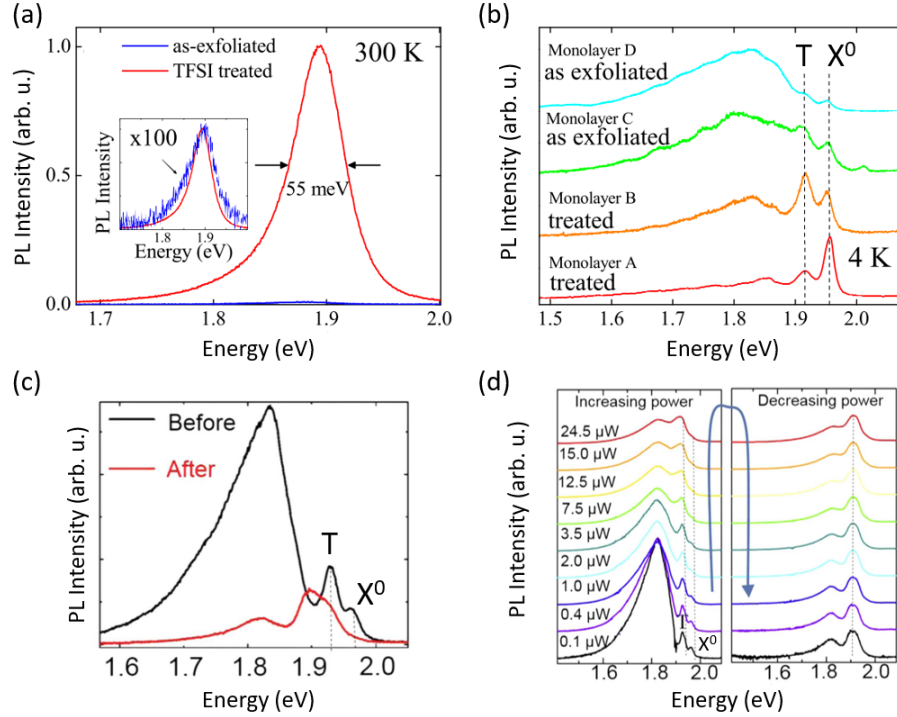 (a)
PL Intensity (arb. u.)
1.0
0.5
0.0
as-exfoliated
TFSI treated
300 K
x100
PL Intensity
1.8 1.9
Energy (eV)
55 meV
1.7 1.8 1.9 2.0
Energy (eV)
(b)
PL Intensity (arb. u.)
T X⁰
Monolayer D
as exfoliated
Monolayer C
as exfoliated
Monolayer B
treated
Monolayer A
treated
4 K
1.5 1.6 1.7 1.8 1.9 2.0
Energy (eV)
(c)
PL Intensity (arb. u.)
Before
After
T
X⁰
1.6 1.7 1.8 1.9 2.0
Energy (eV)
(d)
PL Intensity (arb. u.)
Increasing power
Decreasing power
24.5 µW
15.0 µW
12.5 µW
7.5 µW
3.5 µW
2.0 µW
1.0 µW
0.4 µW
0.1 µW
T
X⁰
1.6 1.8 2.0 1.6 1.8 2.0
Energy (eV)